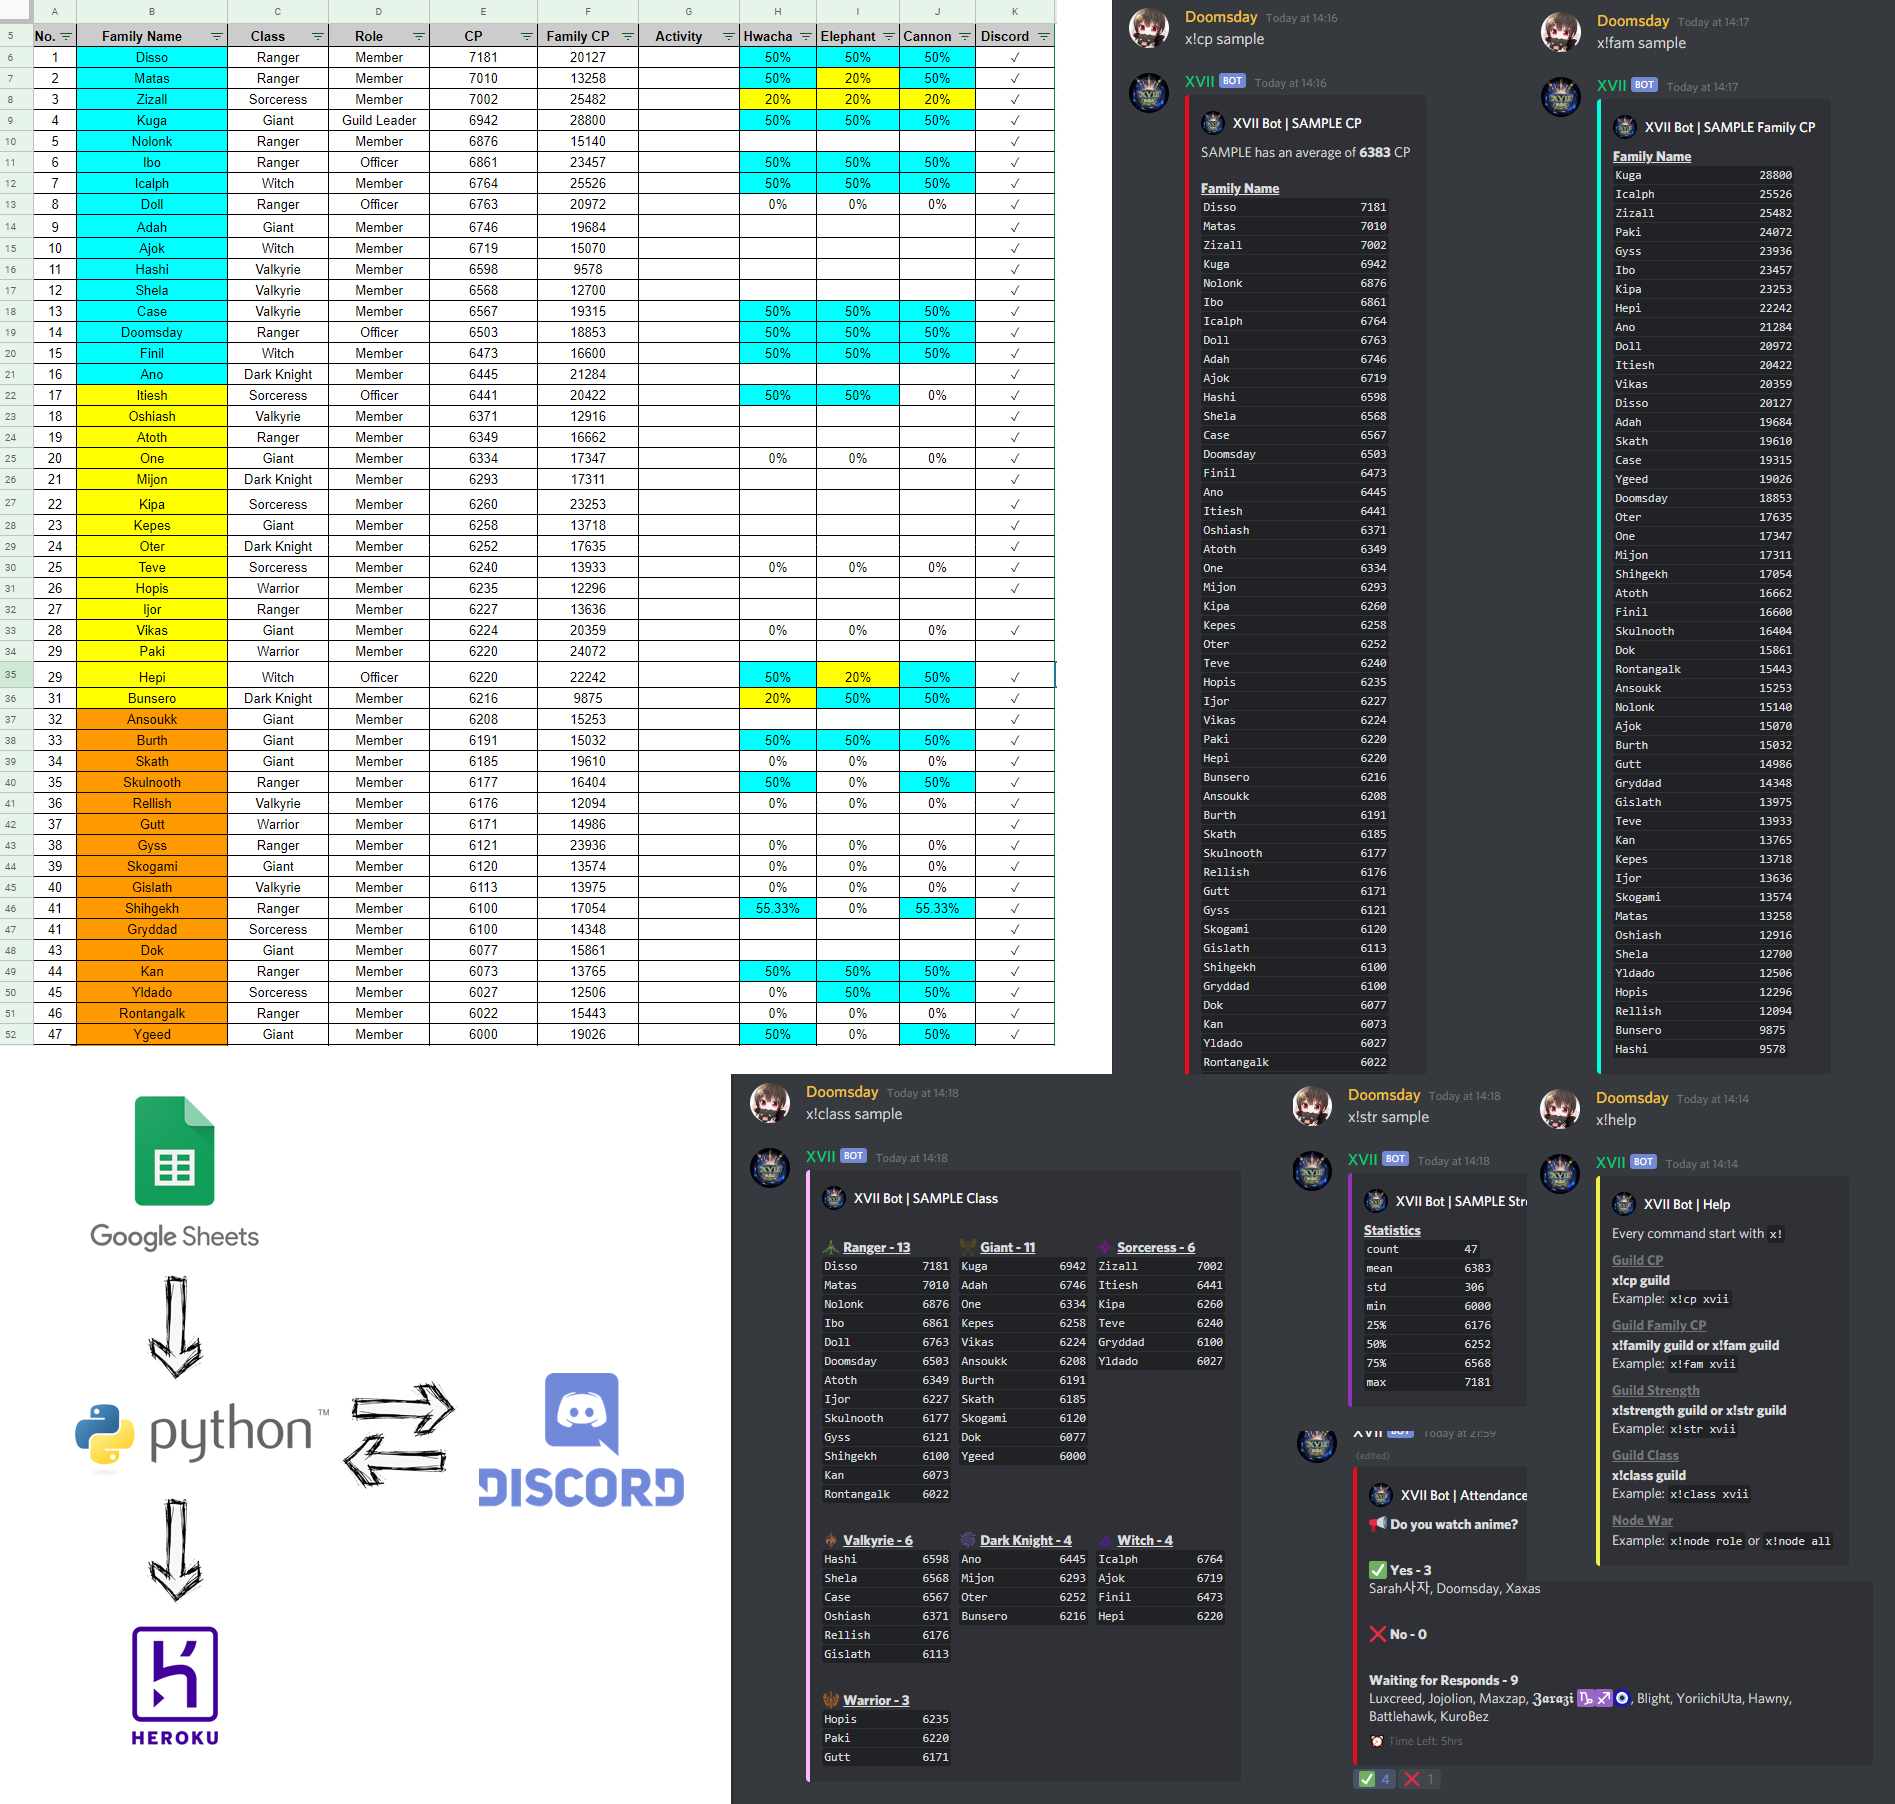 A B C D E F G H I J K
5 No. Family Name Class Role CP Family CP Activity Hwacha Elephant Cannon Discord
6 1 Disso Ranger Member 7181 20127 50% 50% 50% ✓
7 2 Matas Ranger Member 7010 13258 50% 20% 50% ✓
8 3 Zizall Sorceress Member 7002 25482 20% 20% 20% ✓
9 4 Kuga Giant Guild Leader 6942 28800 50% 50% 50% ✓
10 5 Nolonk Ranger Member 6876 15140 ✓
11 6 Ibo Ranger Officer 6861 23457 50% 50% 50% ✓
12 7 Icalph Witch Member 6764 25526 50% 50% 50% ✓
13 8 Doll Ranger Officer 6763 20972 0% 0% 0% ✓
14 9 Adah Giant Member 6746 19684 ✓
15 10 Ajok Witch Member 6719 15070 ✓
16 11 Hashi Valkyrie Member 6598 9578 ✓
17 12 Shela Valkyrie Member 6568 12700 ✓
18 13 Case Valkyrie Member 6567 19315 50% 50% 50% ✓
19 14 Doomsday Ranger Officer 6503 18853 50% 50% 50% ✓
20 15 Finil Witch Member 6473 16600 50% 50% 50% ✓
21 16 Ano Dark Knight Member 6445 21284 ✓
22 17 Itiesh Sorceress Officer 6441 20422 50% 50% 0% ✓
23 18 Oshiash Valkyrie Member 6371 12916 ✓
24 19 Atoth Ranger Member 6349 16662 ✓
25 20 One Giant Member 6334 17347 0% 0% 0% ✓
26 21 Mijon Dark Knight Member 6293 17311 ✓
27 22 Kipa Sorceress Member 6260 23253 ✓
28 23 Kepes Giant Member 6258 13718 ✓
29 24 Oter Dark Knight Member 6252 17635 ✓
30 25 Teve Sorceress Member 6240 13933 0% 0% 0% ✓
31 26 Hopis Warrior Member 6235 12296 ✓
32 27 Ijor Ranger Member 6227 13636
33 28 Vikas Giant Member 6224 20359 0% 0% 0% ✓
34 29 Paki Warrior Member 6220 24072
35 29 Hepi Witch Officer 6220 22242 50% 20% 50% ✓
36 31 Bunsero Dark Knight Member 6216 9875 20% 50% 50% ✓
37 32 Ansoukk Giant Member 6208 15253 ✓
38 33 Burth Giant Member 6191 15032 50% 50% 50% ✓
39 34 Skath Giant Member 6185 19610 0% 0% 0% ✓
40 35 Skulnooth Ranger Member 6177 16404 50% 0% 50% ✓
41 36 Rellish Valkyrie Member 6176 12094 0% 0% 0% ✓
42 37 Gutt Warrior Member 6171 14986 ✓
43 38 Gyss Ranger Member 6121 23936 0% 0% 0% ✓
44 39 Skogami Giant Member 6120 13574 0% 0% 0% ✓
45 40 Gislath Valkyrie Member 6113 13975 0% 0% 0% ✓
46 41 Shihgekh Ranger Member 6100 17054 55.33% 0% 55.33% ✓
47 41 Gryddad Sorceress Member 6100 14348 ✓
48 43 Dok Giant Member 6077 15861 ✓
49 44 Kan Ranger Member 6073 13765 50% 50% 50% ✓
50 45 Yldado Sorceress Member 6027 12506 0% 50% 50% ✓
51 46 Rontangalk Ranger Member 6022 15443 0% 0% 0% ✓
52 47 Ygeed Giant Member 6000 19026 50% 0% 50% ✓
Doomsday Today at 14:16
x!cp sample
XVII BOT Today at 14:16
XVII Bot | SAMPLE CP
SAMPLE has an average of 6383 CP
Family Name
Disso 7181
Matas 7010
Zizall 7002
Kuga 6942
Nolonk 6876
Ibo 6861
Icalph 6764
Doll 6763
Adah 6746
Ajok 6719
Hashi 6598
Shela 6568
Case 6567
Doomsday 6503
Finil 6473
Ano 6445
Itiesh 6441
Oshiash 6371
Atoth 6349
One 6334
Mijon 6293
Kipa 6260
Kepes 6258
Oter 6252
Teve 6240
Hopis 6235
Ijor 6227
Vikas 6224
Paki 6220
Hepi 6220
Bunsero 6216
Ansoukk 6208
Burth 6191
Skath 6185
Skulnooth 6177
Rellish 6176
Gutt 6171
Gyss 6121
Skogami 6120
Gislath 6113
Shihgekh 6100
Gryddad 6100
Dok 6077
Kan 6073
Yldado 6027
Rontangalk 6022
Doomsday Today at 14:17
x!fam sample
XVII BOT Today at 14:17
XVII Bot | SAMPLE Family CP
Family Name
Kuga 28800
Icalph 25526
Zizall 25482
Paki 24072
Gyss 23936
Ibo 23457
Kipa 23253
Hepi 22242
Ano 21284
Doll 20972
Itiesh 20422
Vikas 20359
Disso 20127
Adah 19684
Skath 19610
Case 19315
Ygeed 19026
Doomsday 18853
Oter 17635
One 17347
Mijon 17311
Shihgekh 17054
Atoth 16662
Finil 16600
Skulnooth 16404
Dok 15861
Rontangalk 15443
Ansoukk 15253
Nolonk 15140
Ajok 15070
Burth 15032
Gutt 14986
Gryddad 14348
Gislath 13975
Teve 13933
Kan 13765
Kepes 13718
Ijor 13636
Skogami 13574
Matas 13258
Oshiash 12916
Shela 12700
Yldado 12506
Hopis 12296
Rellish 12094
Bunsero 9875
Hashi 9578
Google Sheets
python ™
DISCORD
HEROKU
Doomsday Today at 14:18
x!class sample
XVII BOT Today at 14:18
XVII Bot | SAMPLE Class
Ranger - 13
Disso 7181
Matas 7010
Nolonk 6876
Ibo 6861
Doll 6763
Doomsday 6503
Atoth 6349
Ijor 6227
Skulnooth 6177
Gyss 6121
Shihgekh 6100
Kan 6073
Rontangalk 6022
Giant - 11
Kuga 6942
Adah 6746
One 6334
Kepes 6258
Vikas 6224
Ansoukk 6208
Burth 6191
Skath 6185
Skogami 6120
Dok 6077
Ygeed 6000
Sorceress - 6
Zizall 7002
Itiesh 6441
Kipa 6260
Teve 6240
Gryddad 6100
Yldado 6027
Valkyrie - 6
Hashi 6598
Shela 6568
Case 6567
Oshiash 6371
Rellish 6176
Gislath 6113
Dark Knight - 4
Ano 6445
Mijon 6293
Oter 6252
Bunsero 6216
Witch - 4
Icalph 6764
Ajok 6719
Finil 6473
Hepi 6220
Warrior - 3
Hopis 6235
Paki 6220
Gutt 6171
Doomsday Today at 14:18
x!str sample
XVII BOT Today at 14:18
XVII Bot | SAMPLE Str
Statistics
count 47
mean 6383
std 306
min 6000
25% 6176
50% 6252
75% 6568
max 7181
XVII BOT Today at 21:59
(edited)
XVII Bot | Attendance
Do you watch anime?
Yes - 3
Sarah사자, Doomsday, Xaxas
No - 0
Waiting for Responds - 9
Luxcreed, Jojolion, Maxzap, 𝖅𝖆𝖗𝖆𝖟𝖎 ♑♐🧿, Blight, YoriichiUta, Hawny,
Battlehawk, KuroBez
Time Left: 5hrs
✅ 4 ❌ 1
Doomsday Today at 14:14
x!help
XVII BOT Today at 14:14
XVII Bot | Help
Every command start with x!
Guild CP
x!cp guild
Example: x!cp xvii
Guild Family CP
x!family guild or x!fam guild
Example: x!fam xvii
Guild Strength
x!strength guild or x!str guild
Example: x!str xvii
Guild Class
x!class guild
Example: x!class xvii
Node War
Example: x!node role or x!node all